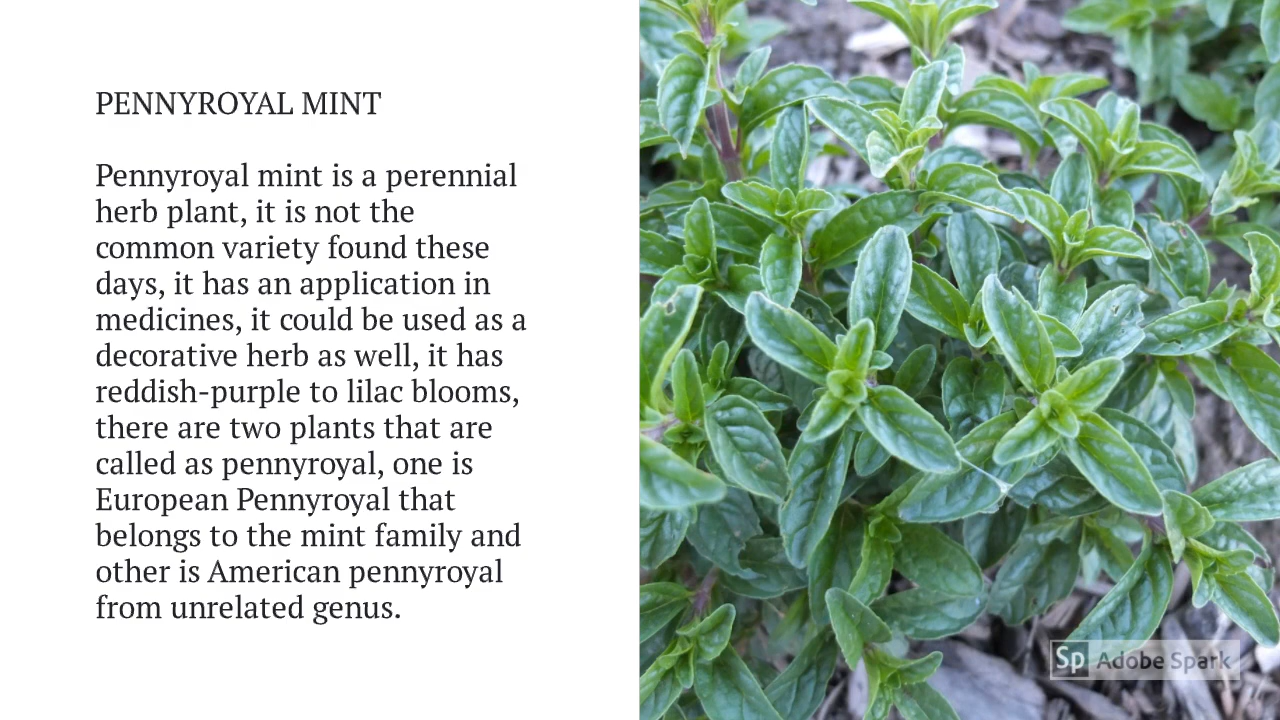 PENNYROYAL MINT
Pennyroyal mint is a perennial
herb plant, it is not the
common variety found these
days, it has an application in
medicines, it could be used as a
decorative herb as well, it has
reddish-purple to lilac blooms,
there are two plants that are
called as pennyroyal, one is
European Pennyroyal that
belongs to the mint family and
other is American pennyroyal
from unrelated genus.
Sp Adobe Spark